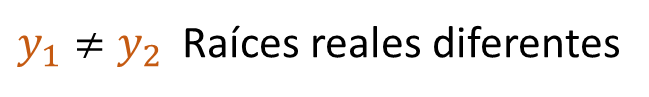 y₁ ≠ y₂ Raíces reales diferentes